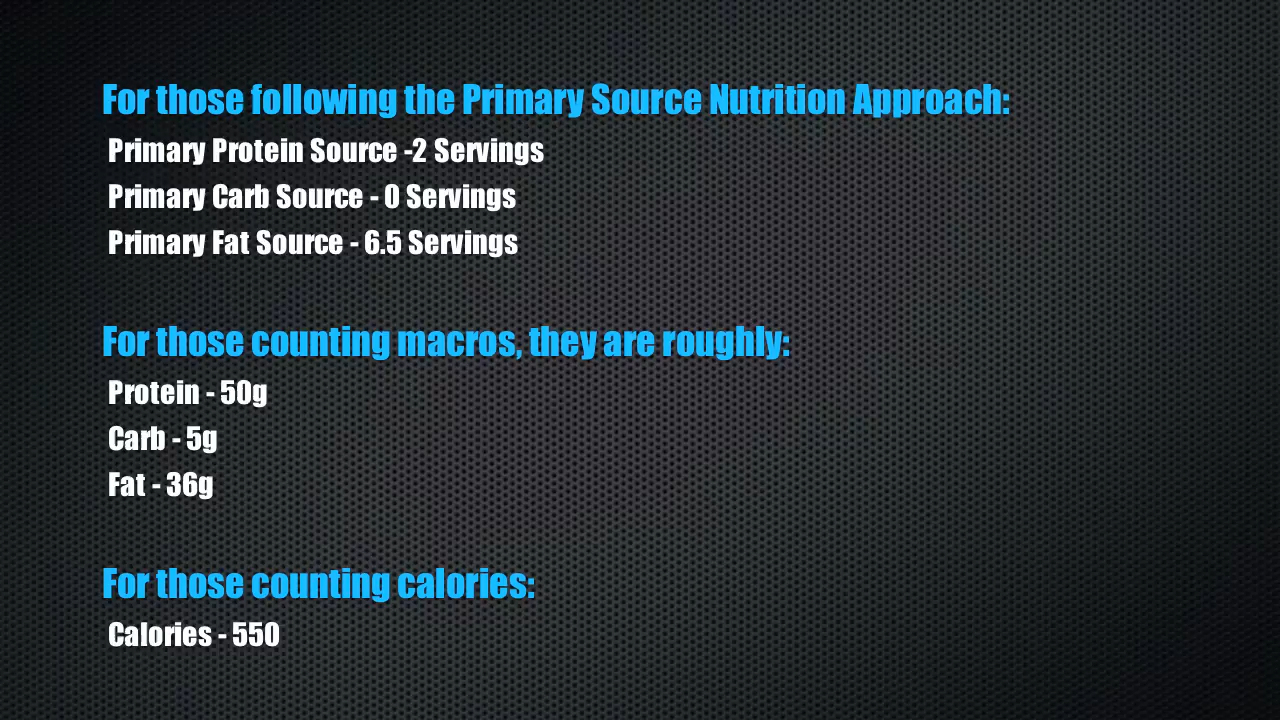 For those following the Primary Source Nutrition Approach:
Primary Protein Source -2 Servings
Primary Carb Source - 0 Servings
Primary Fat Source - 6.5 Servings
For those counting macros, they are roughly:
Protein - 50g
Carb - 5g
Fat - 36g
For those counting calories:
Calories - 550